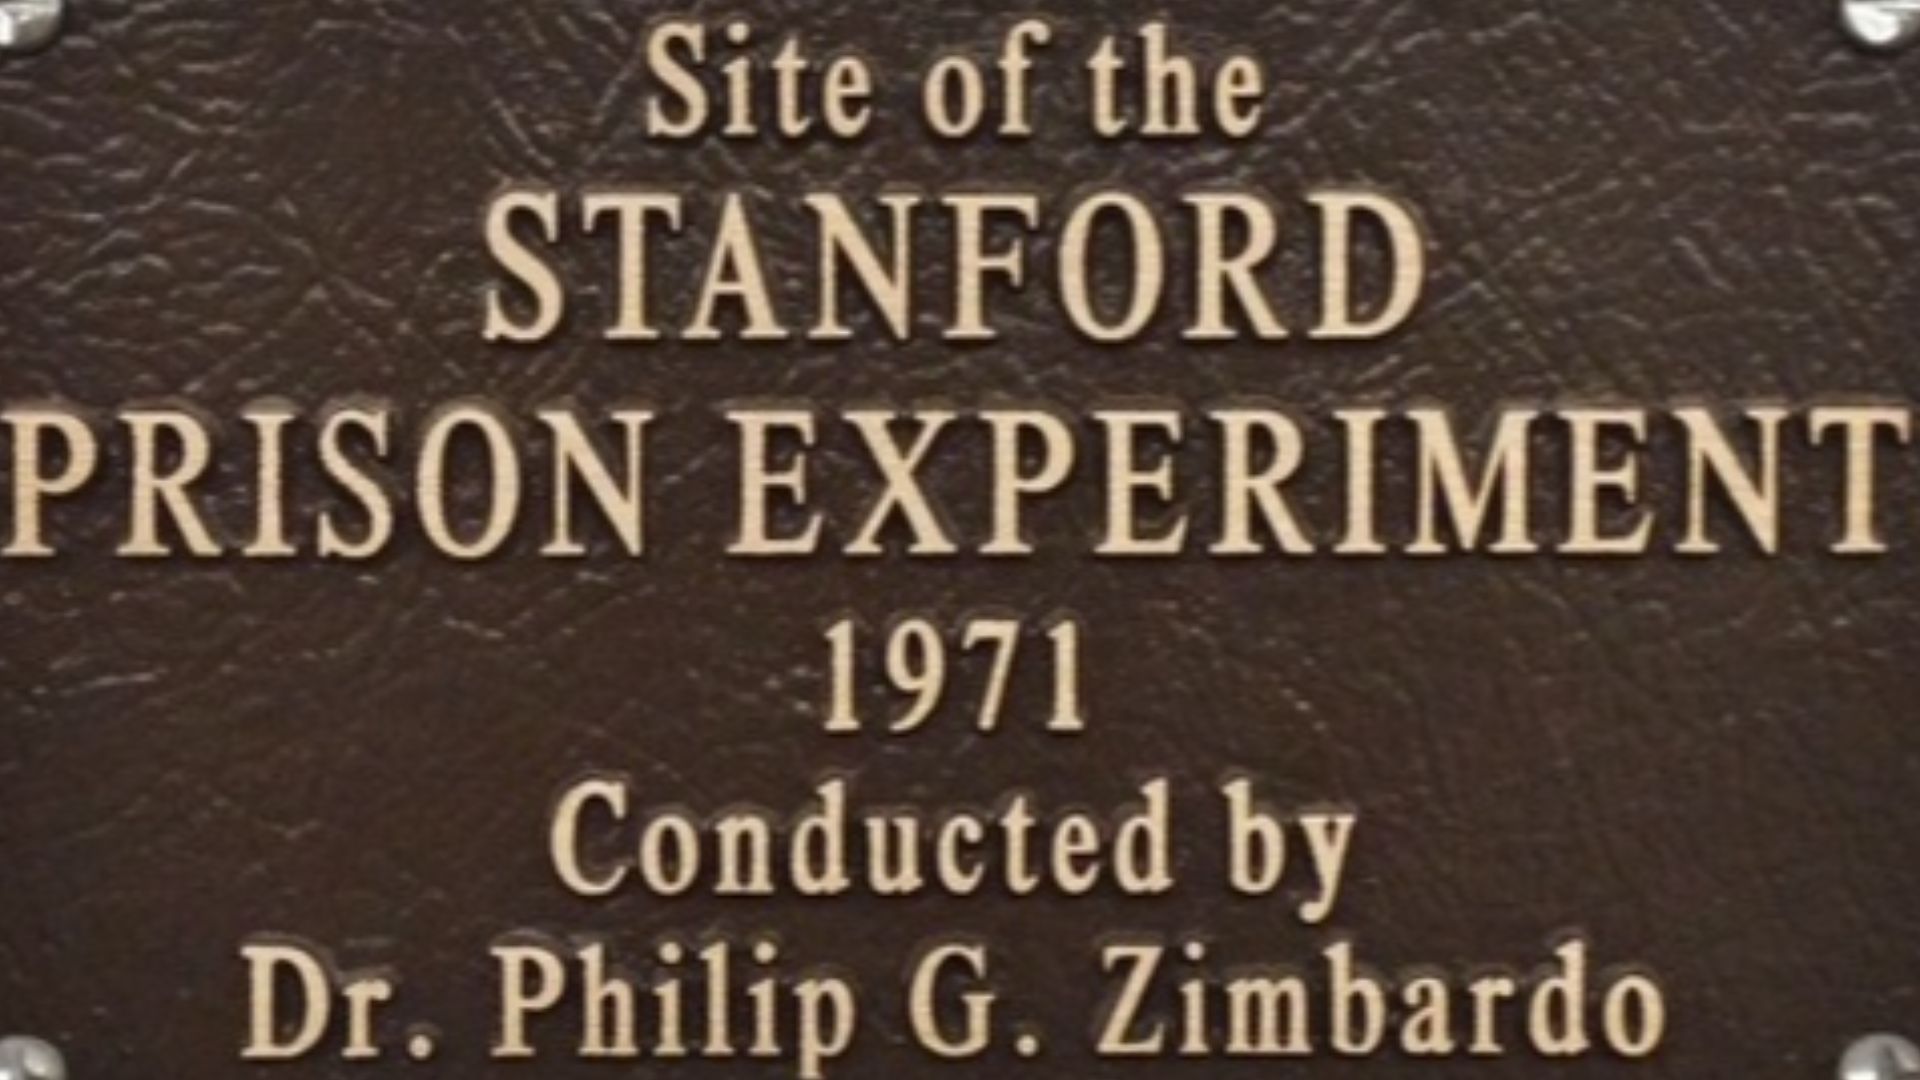 Site of the
STANFORD
PRISON EXPERIMENT
1971
Conducted by
Dr. Philip G. Zimbardo